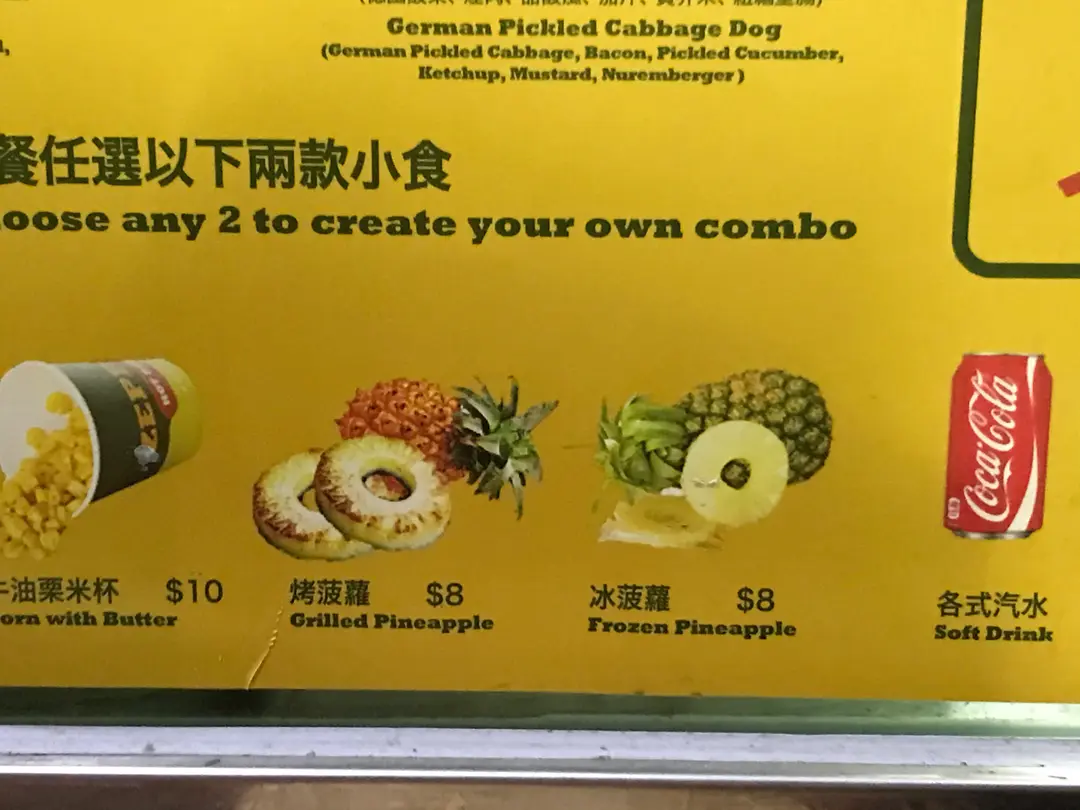 German Pickled Cabbage Dog
(German Pickled Cabbage, Bacon, Pickled Cucumber,
Ketchup, Mustard, Nuremberger)
餐任選以下兩款小食
oose any 2 to create your own combo
Coca-Cola
牛油栗米杯 $10
orn with Butter
烤菠蘿 $8
Grilled Pineapple
冰菠蘿 $8
Frozen Pineapple
各式汽水
Soft Drink